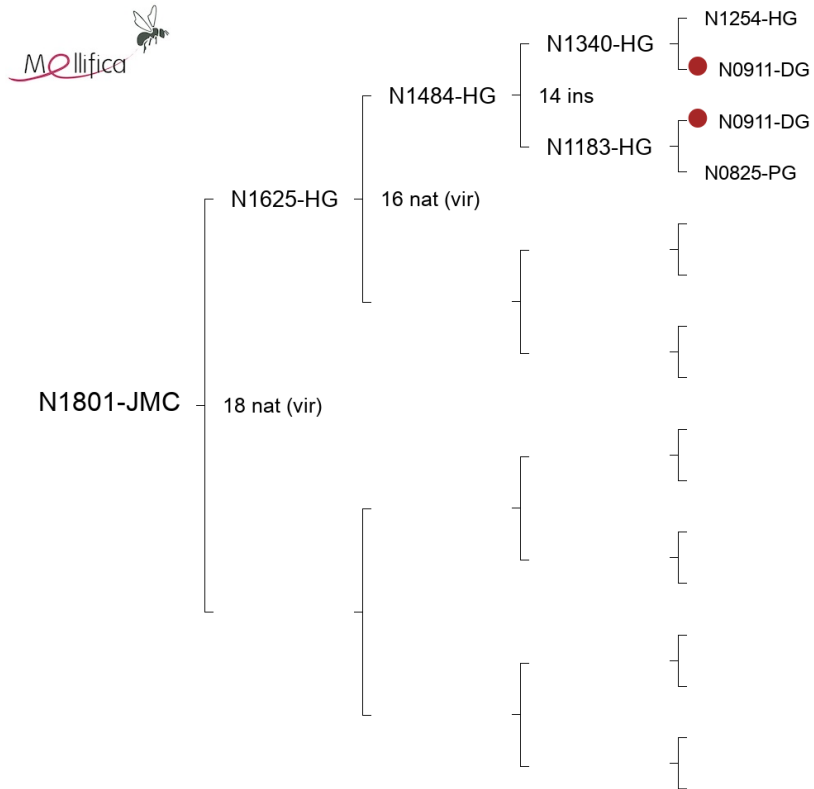 Mellifica
N1254-HG
N1340-HG
N0911-DG
N1484-HG
14 ins
N0911-DG
N1183-HG
N0825-PG
N1625-HG
16 nat (vir)
N1801-JMC
18 nat (vir)